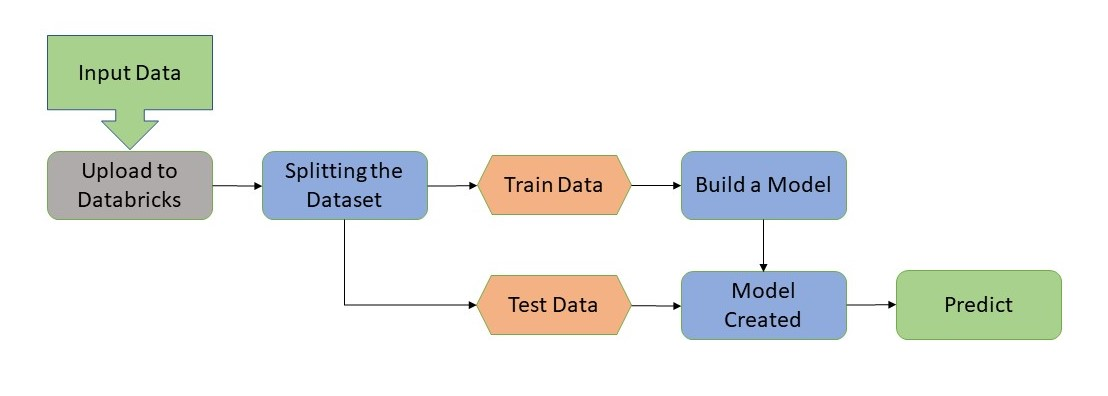 Input Data
Upload to
Databricks
Splitting the
Dataset
Train Data
Build a Model
Test Data
Model
Created
Predict